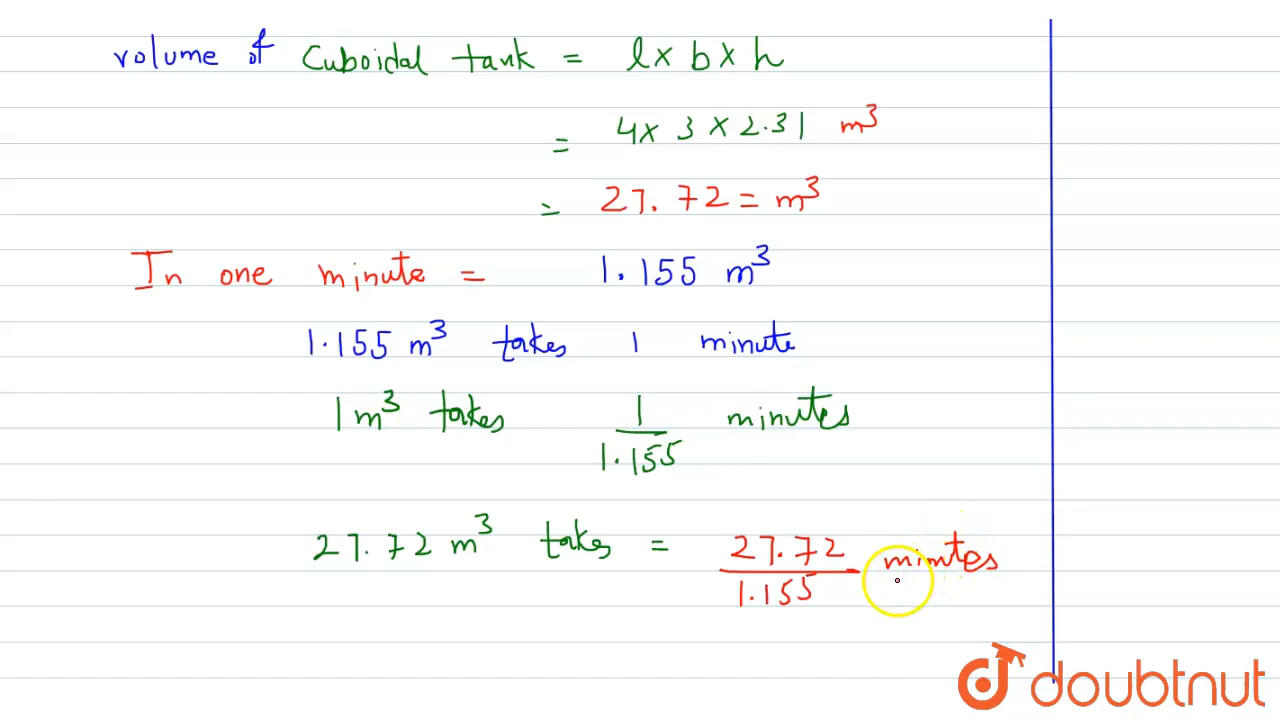 volume of Cuboidal tank = l × b × h
= 4 × 3 × 2.31 m³
= 27.72 = m³
In one minute = 1.155 m³
1.155 m³ takes 1 minute
1 m³ takes 1/1.155 minutes
27.72 m³ takes = 27.72/1.155 mintes
doubtnut